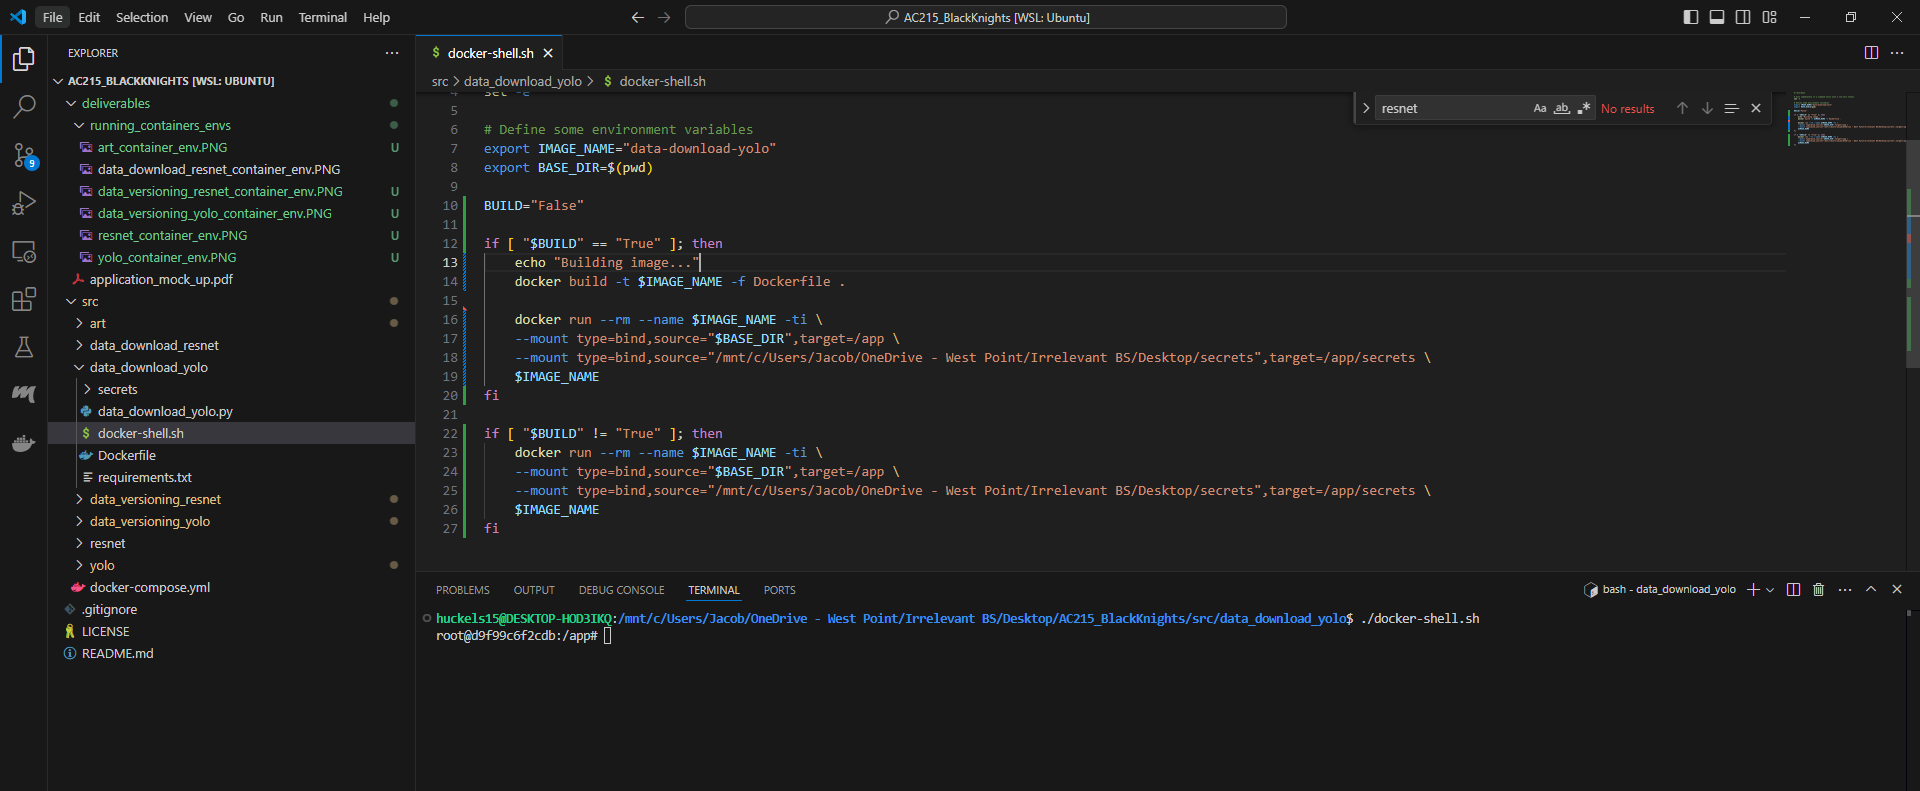 File Edit Selection View Go Run Terminal Help
AC215_BlackKnights [WSL: Ubuntu]
EXPLORER
AC215_BLACKKNIGHTS [WSL: UBUNTU]
deliverables
running_containers_envs
art_container_env.PNG U
data_download_resnet_container_env.PNG
data_versioning_resnet_container_env.PNG U
data_versioning_yolo_container_env.PNG U
resnet_container_env.PNG U
yolo_container_env.PNG U
application_mock_up.pdf
src
art
data_download_resnet
data_download_yolo
secrets
data_download_yolo.py
$ docker-shell.sh
Dockerfile
requirements.txt
data_versioning_resnet
data_versioning_yolo
resnet
yolo
docker-compose.yml
.gitignore
LICENSE
README.md
9
$ docker-shell.sh
src > data_download_yolo > $ docker-shell.sh
resnet Aa ab No results
4 set -e
5
6 # Define some environment variables
7 export IMAGE_NAME="data-download-yolo"
8 export BASE_DIR=$(pwd)
9
10 BUILD="False"
11
12 if [ "$BUILD" == "True" ]; then
13 echo "Building image..."
14 docker build -t $IMAGE_NAME -f Dockerfile .
15
16 docker run --rm --name $IMAGE_NAME -ti \
17 --mount type=bind,source="$BASE_DIR",target=/app \
18 --mount type=bind,source="/mnt/c/Users/Jacob/OneDrive - West Point/Irrelevant BS/Desktop/secrets",target=/app/secrets \
19 $IMAGE_NAME
20 fi
21
22 if [ "$BUILD" != "True" ]; then
23 docker run --rm --name $IMAGE_NAME -ti \
24 --mount type=bind,source="$BASE_DIR",target=/app \
25 --mount type=bind,source="/mnt/c/Users/Jacob/OneDrive - West Point/Irrelevant BS/Desktop/secrets",target=/app/secrets \
26 $IMAGE_NAME
27 fi
PROBLEMS OUTPUT DEBUG CONSOLE TERMINAL PORTS
bash - data_download_yolo
huckels15@DESKTOP-HOD3IKQ:/mnt/c/Users/Jacob/OneDrive - West Point/Irrelevant BS/Desktop/AC215_BlackKnights/src/data_download_yolo$ ./docker-shell.sh
root@d9f99c6f2cdb:/app#